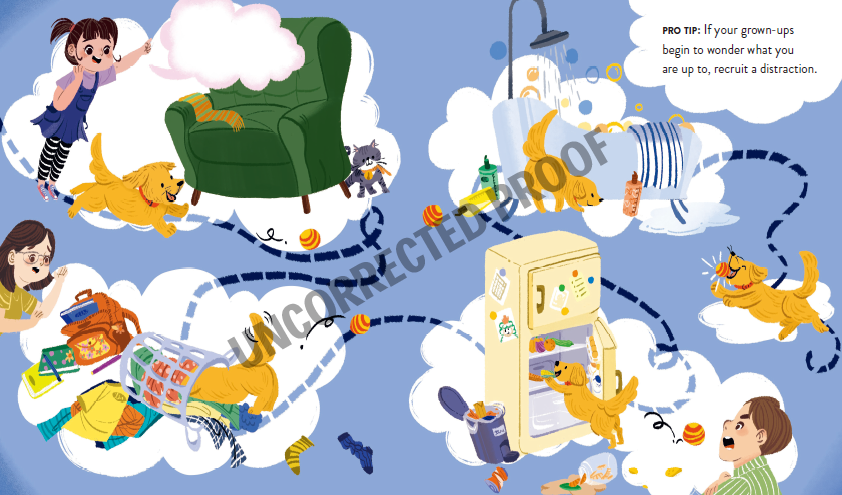 PRO TIP: If your grown-ups
begin to wonder what you
are up to, recruit a distraction.
UNCORRECTED PROOF